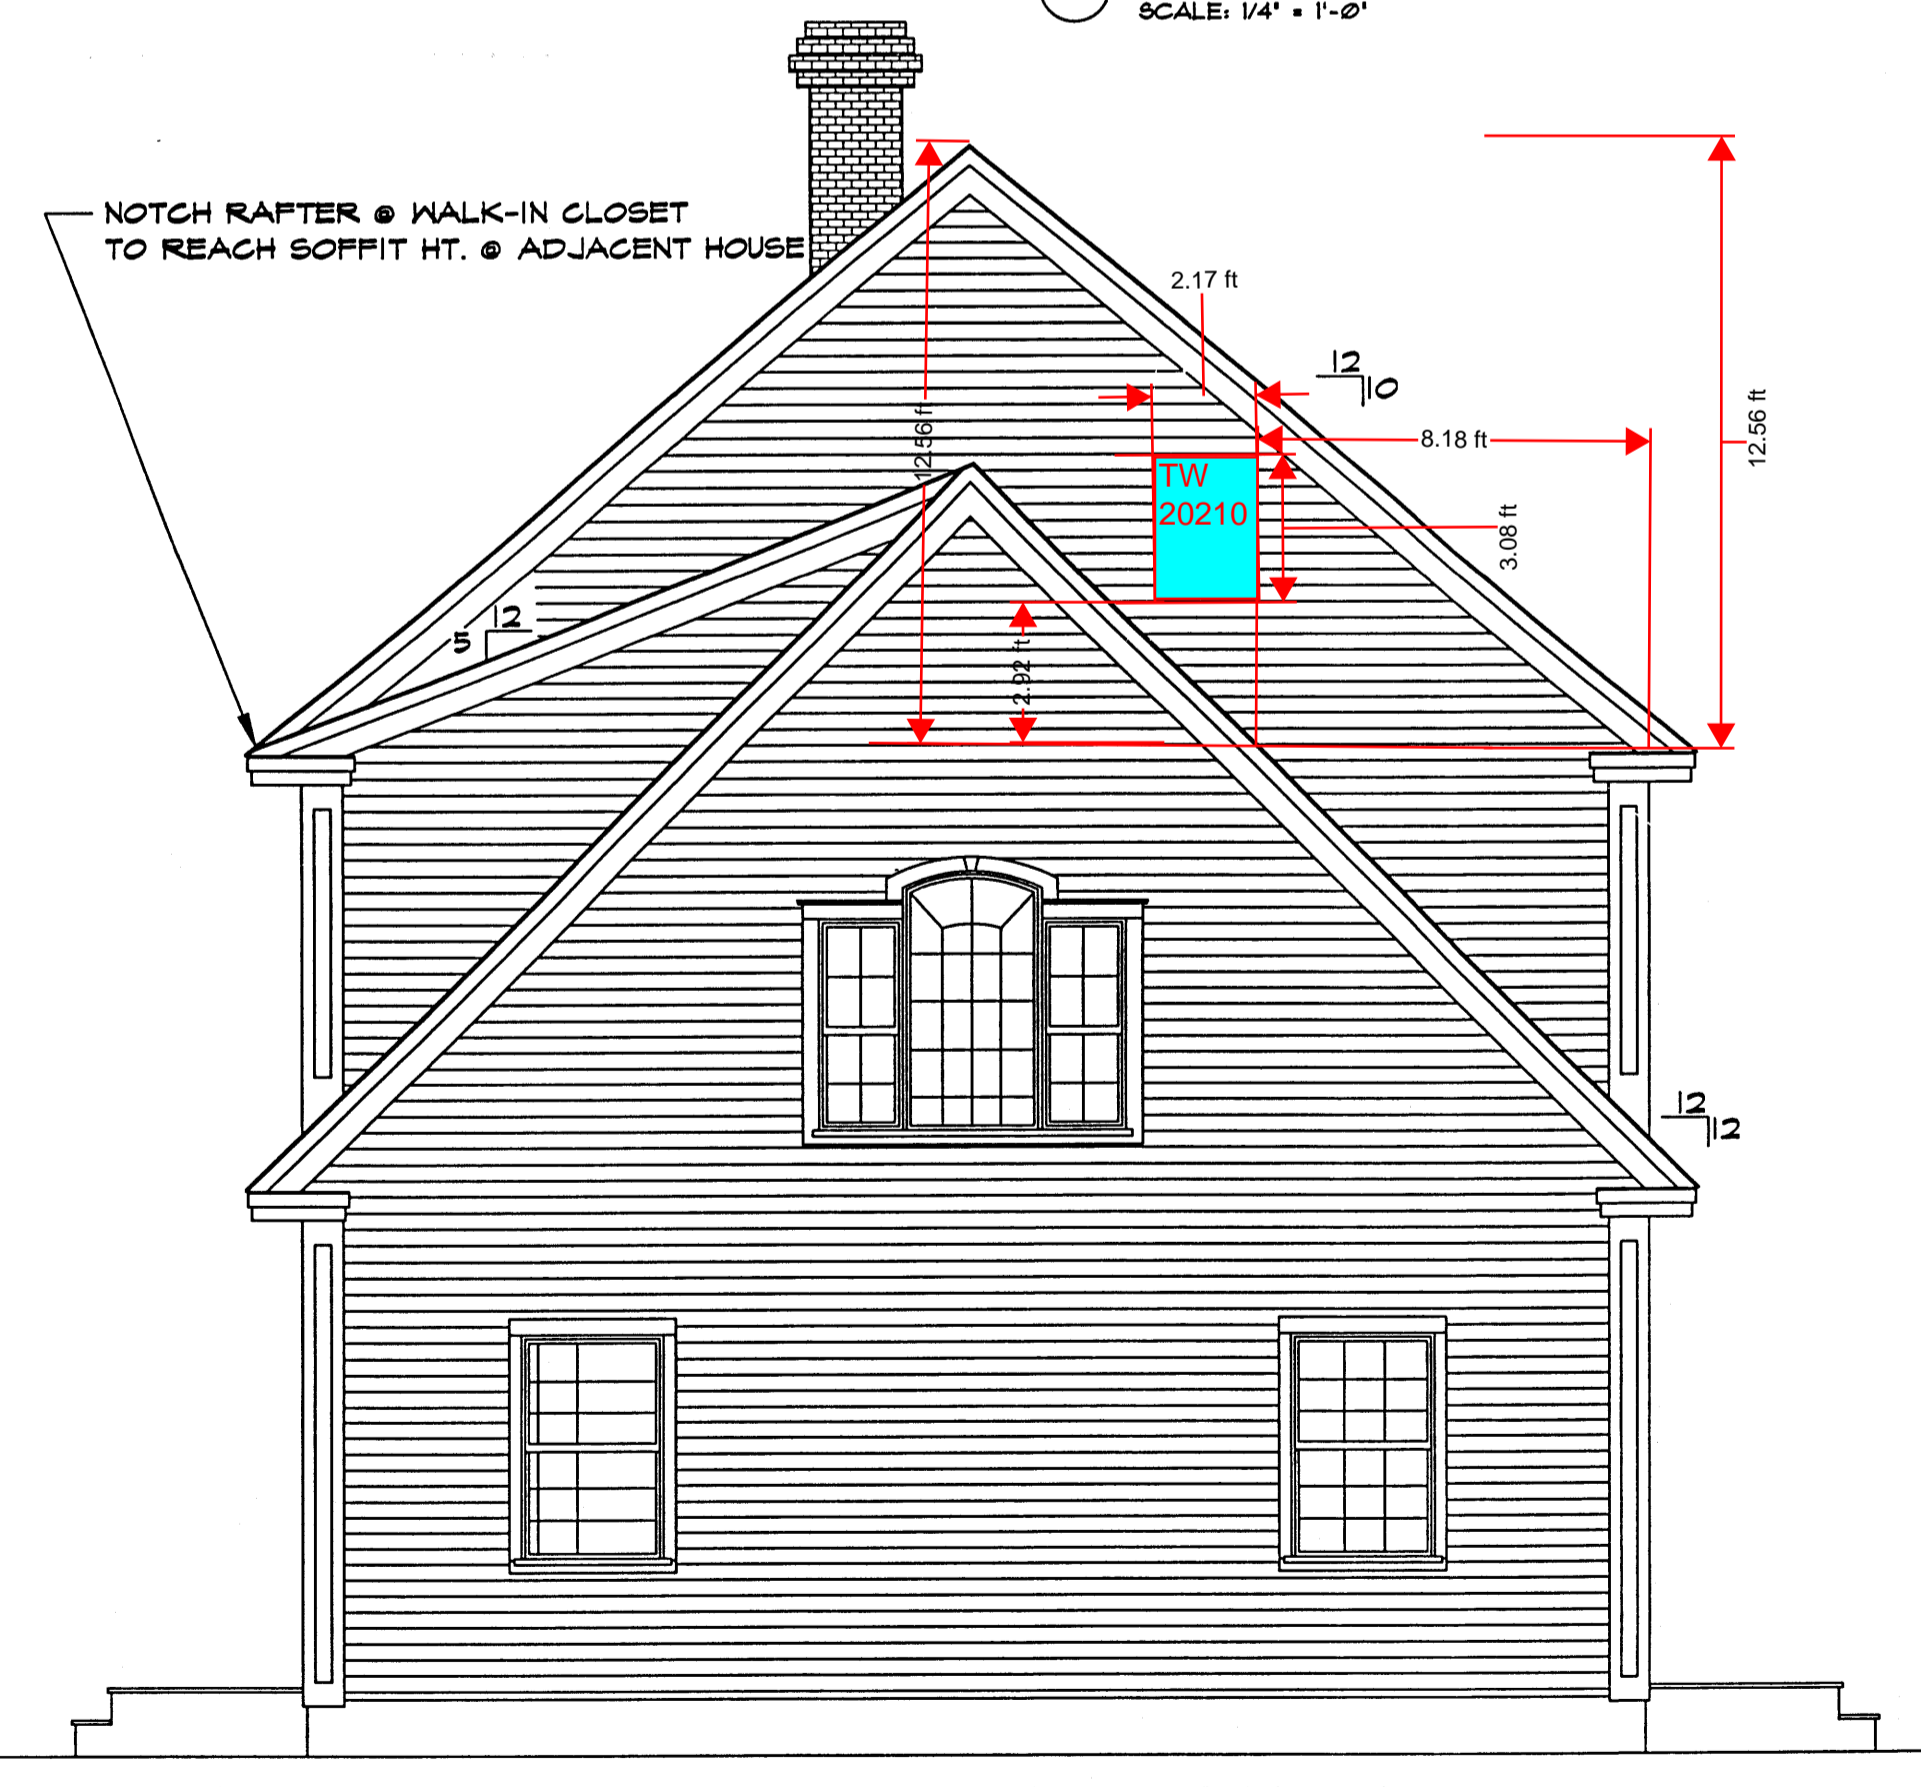 SCALE: 1/4" = 1'-0"
NOTCH RAFTER @ WALK-IN CLOSET
TO REACH SOFFIT HT. @ ADJACENT HOUSE
2.17 ft
12
10
12.56 ft
8.18 ft
12.56 ft
TW
20210
3.08 ft
12
5
2.92 ft
12
12